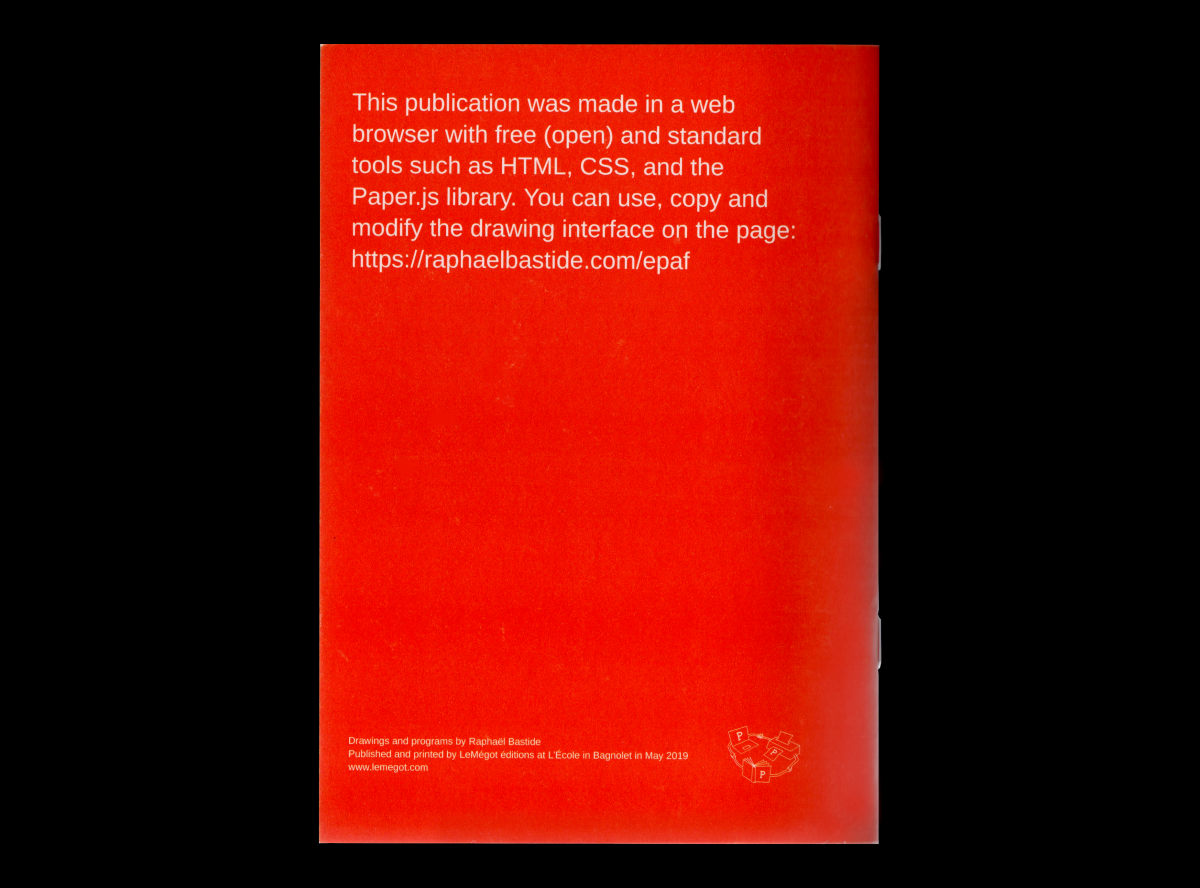 This publication was made in a web
browser with free (open) and standard
tools such as HTML, CSS, and the
Paper.js library. You can use, copy and
modify the drawing interface on the page:
https://raphaelbastide.com/epaf
Drawings and programs by Raphaël Bastide
Published and printed by LeMégot éditions at L'École in Bagnolet in May 2019
www.lemegot.com
P
P
P